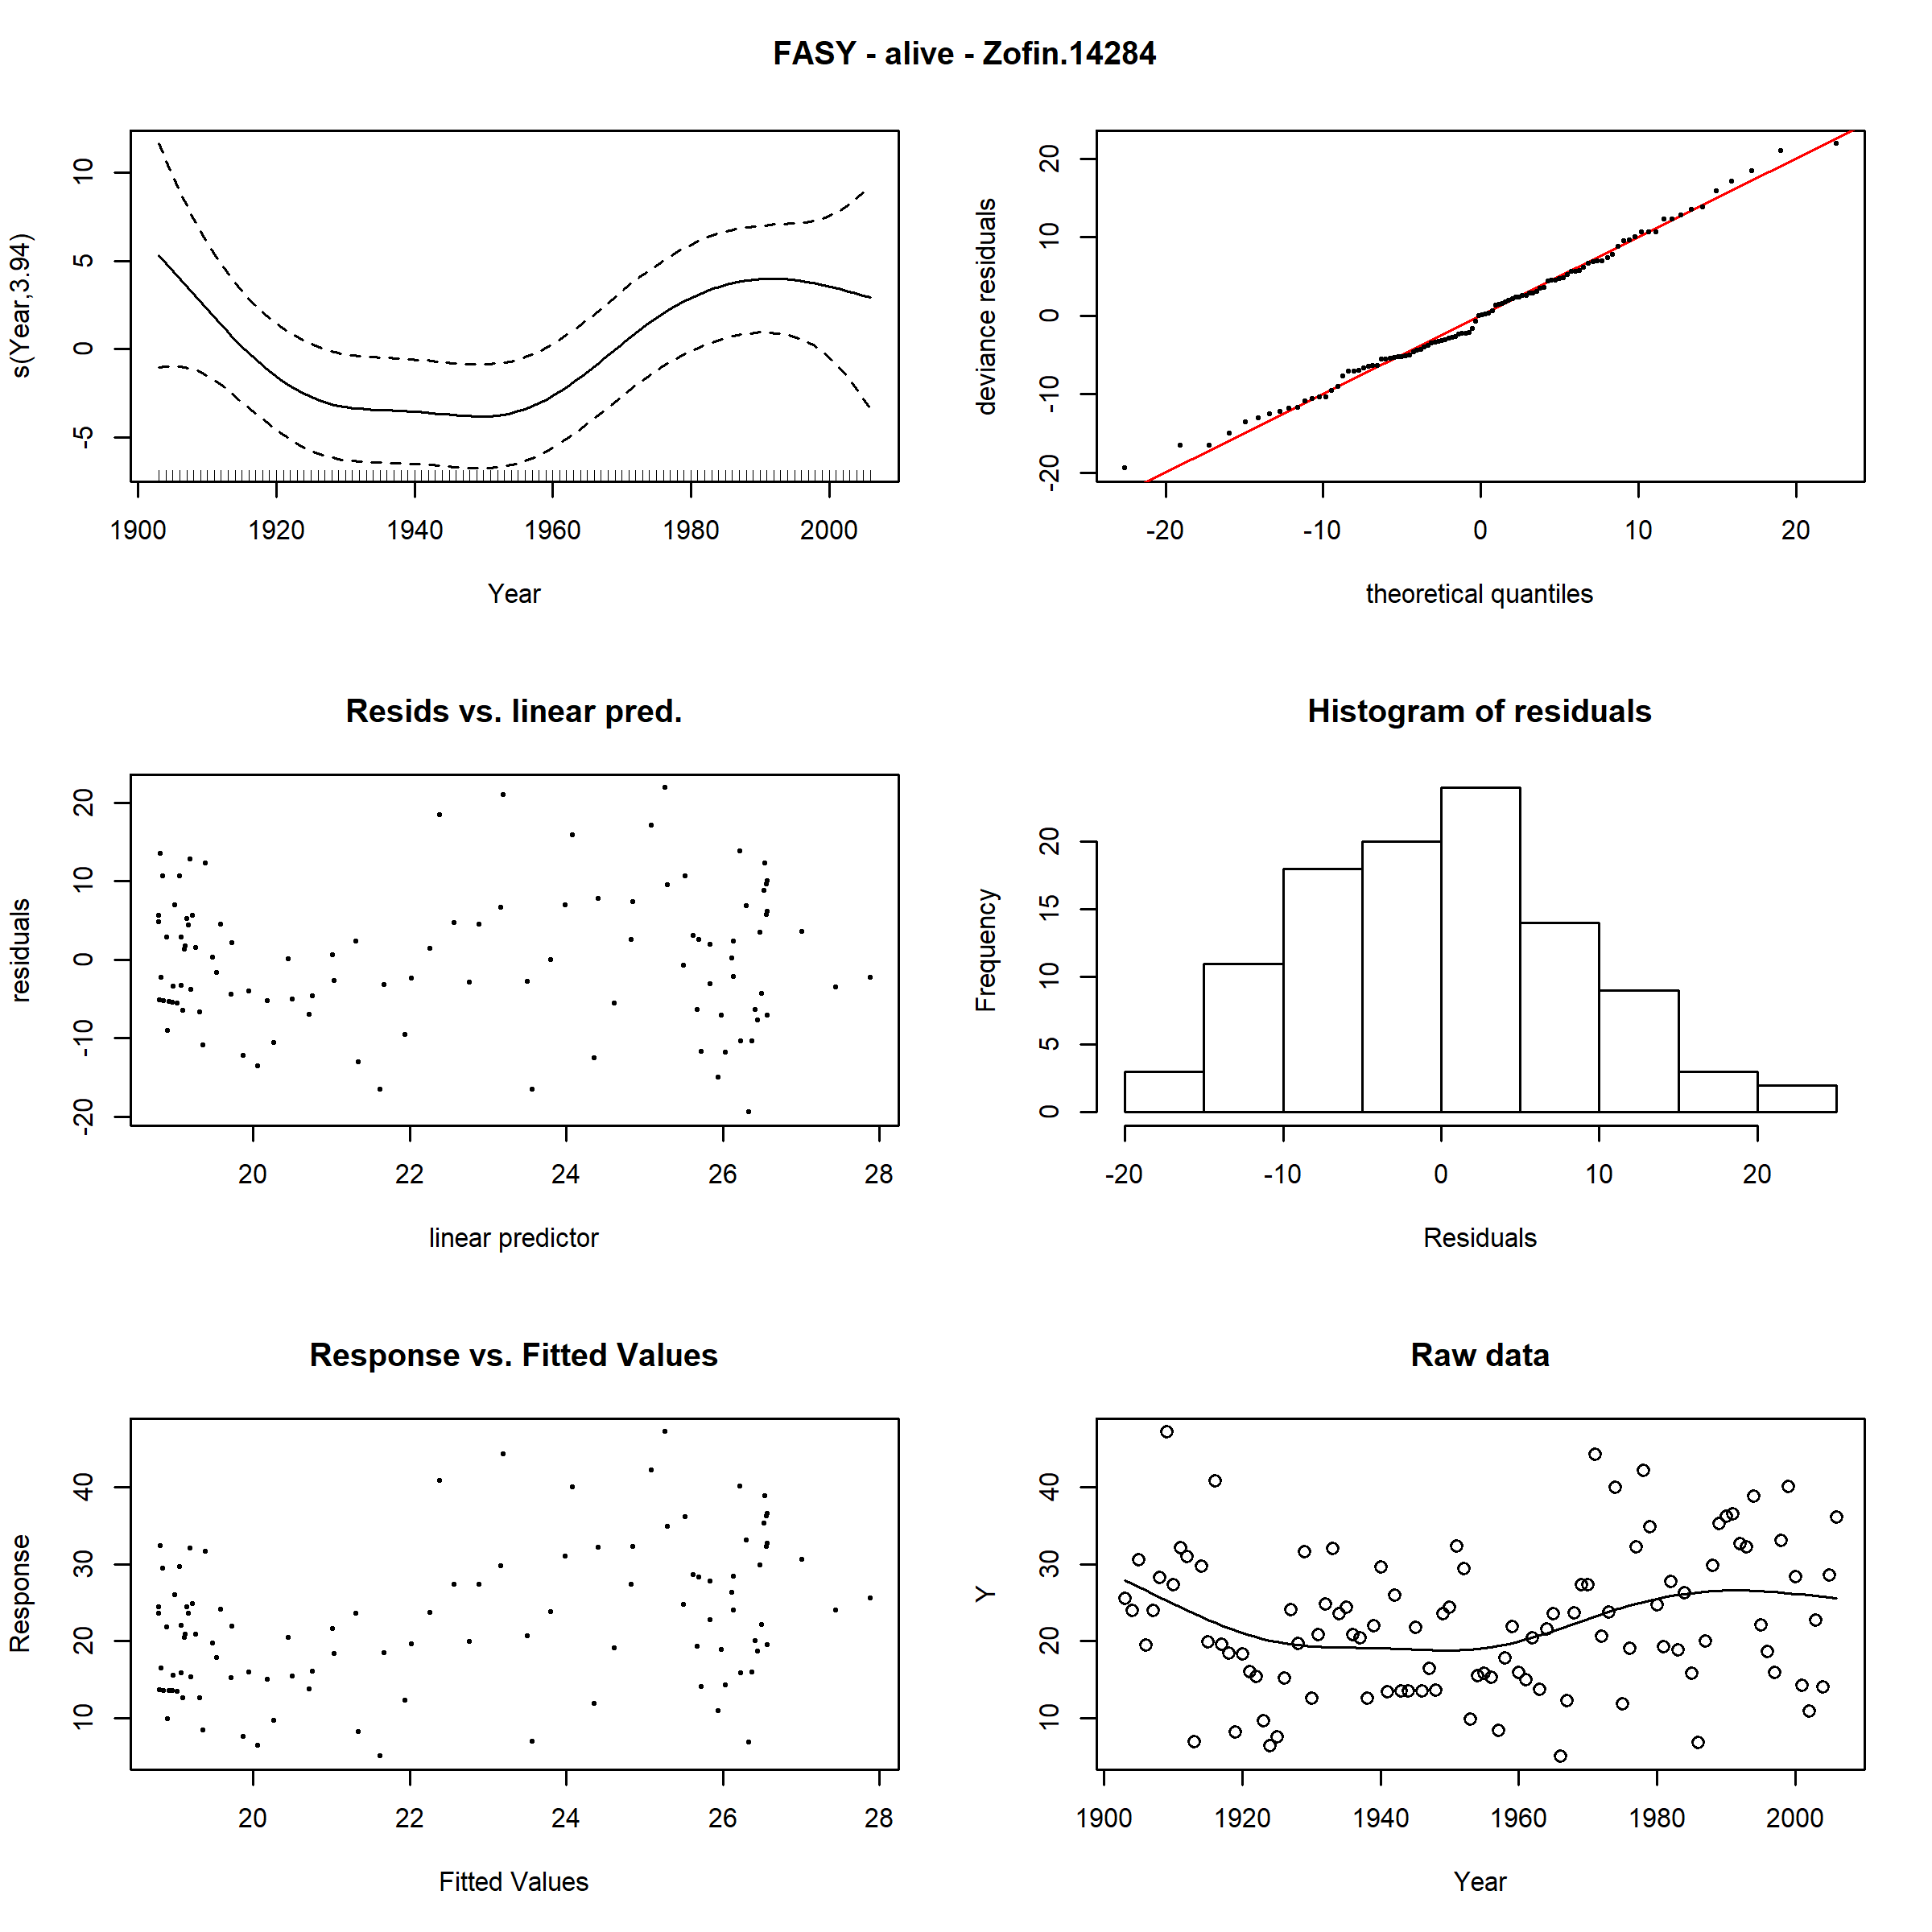 FASY - alive - Zofin.14284
s(Year,3.94)
-5 0 5 10
1900 1920 1940 1960 1980 2000
Year
deviance residuals
-20 -10 0 10 20
-20 -10 0 10 20
theoretical quantiles
Resids vs. linear pred.
residuals
-20 -10 0 10 20
20 22 24 26 28
linear predictor
Histogram of residuals
Frequency
0 5 10 15 20
-20 -10 0 10 20
Residuals
Response vs. Fitted Values
Response
10 20 30 40
20 22 24 26 28
Fitted Values
Raw data
Y
10 20 30 40
1900 1920 1940 1960 1980 2000
Year